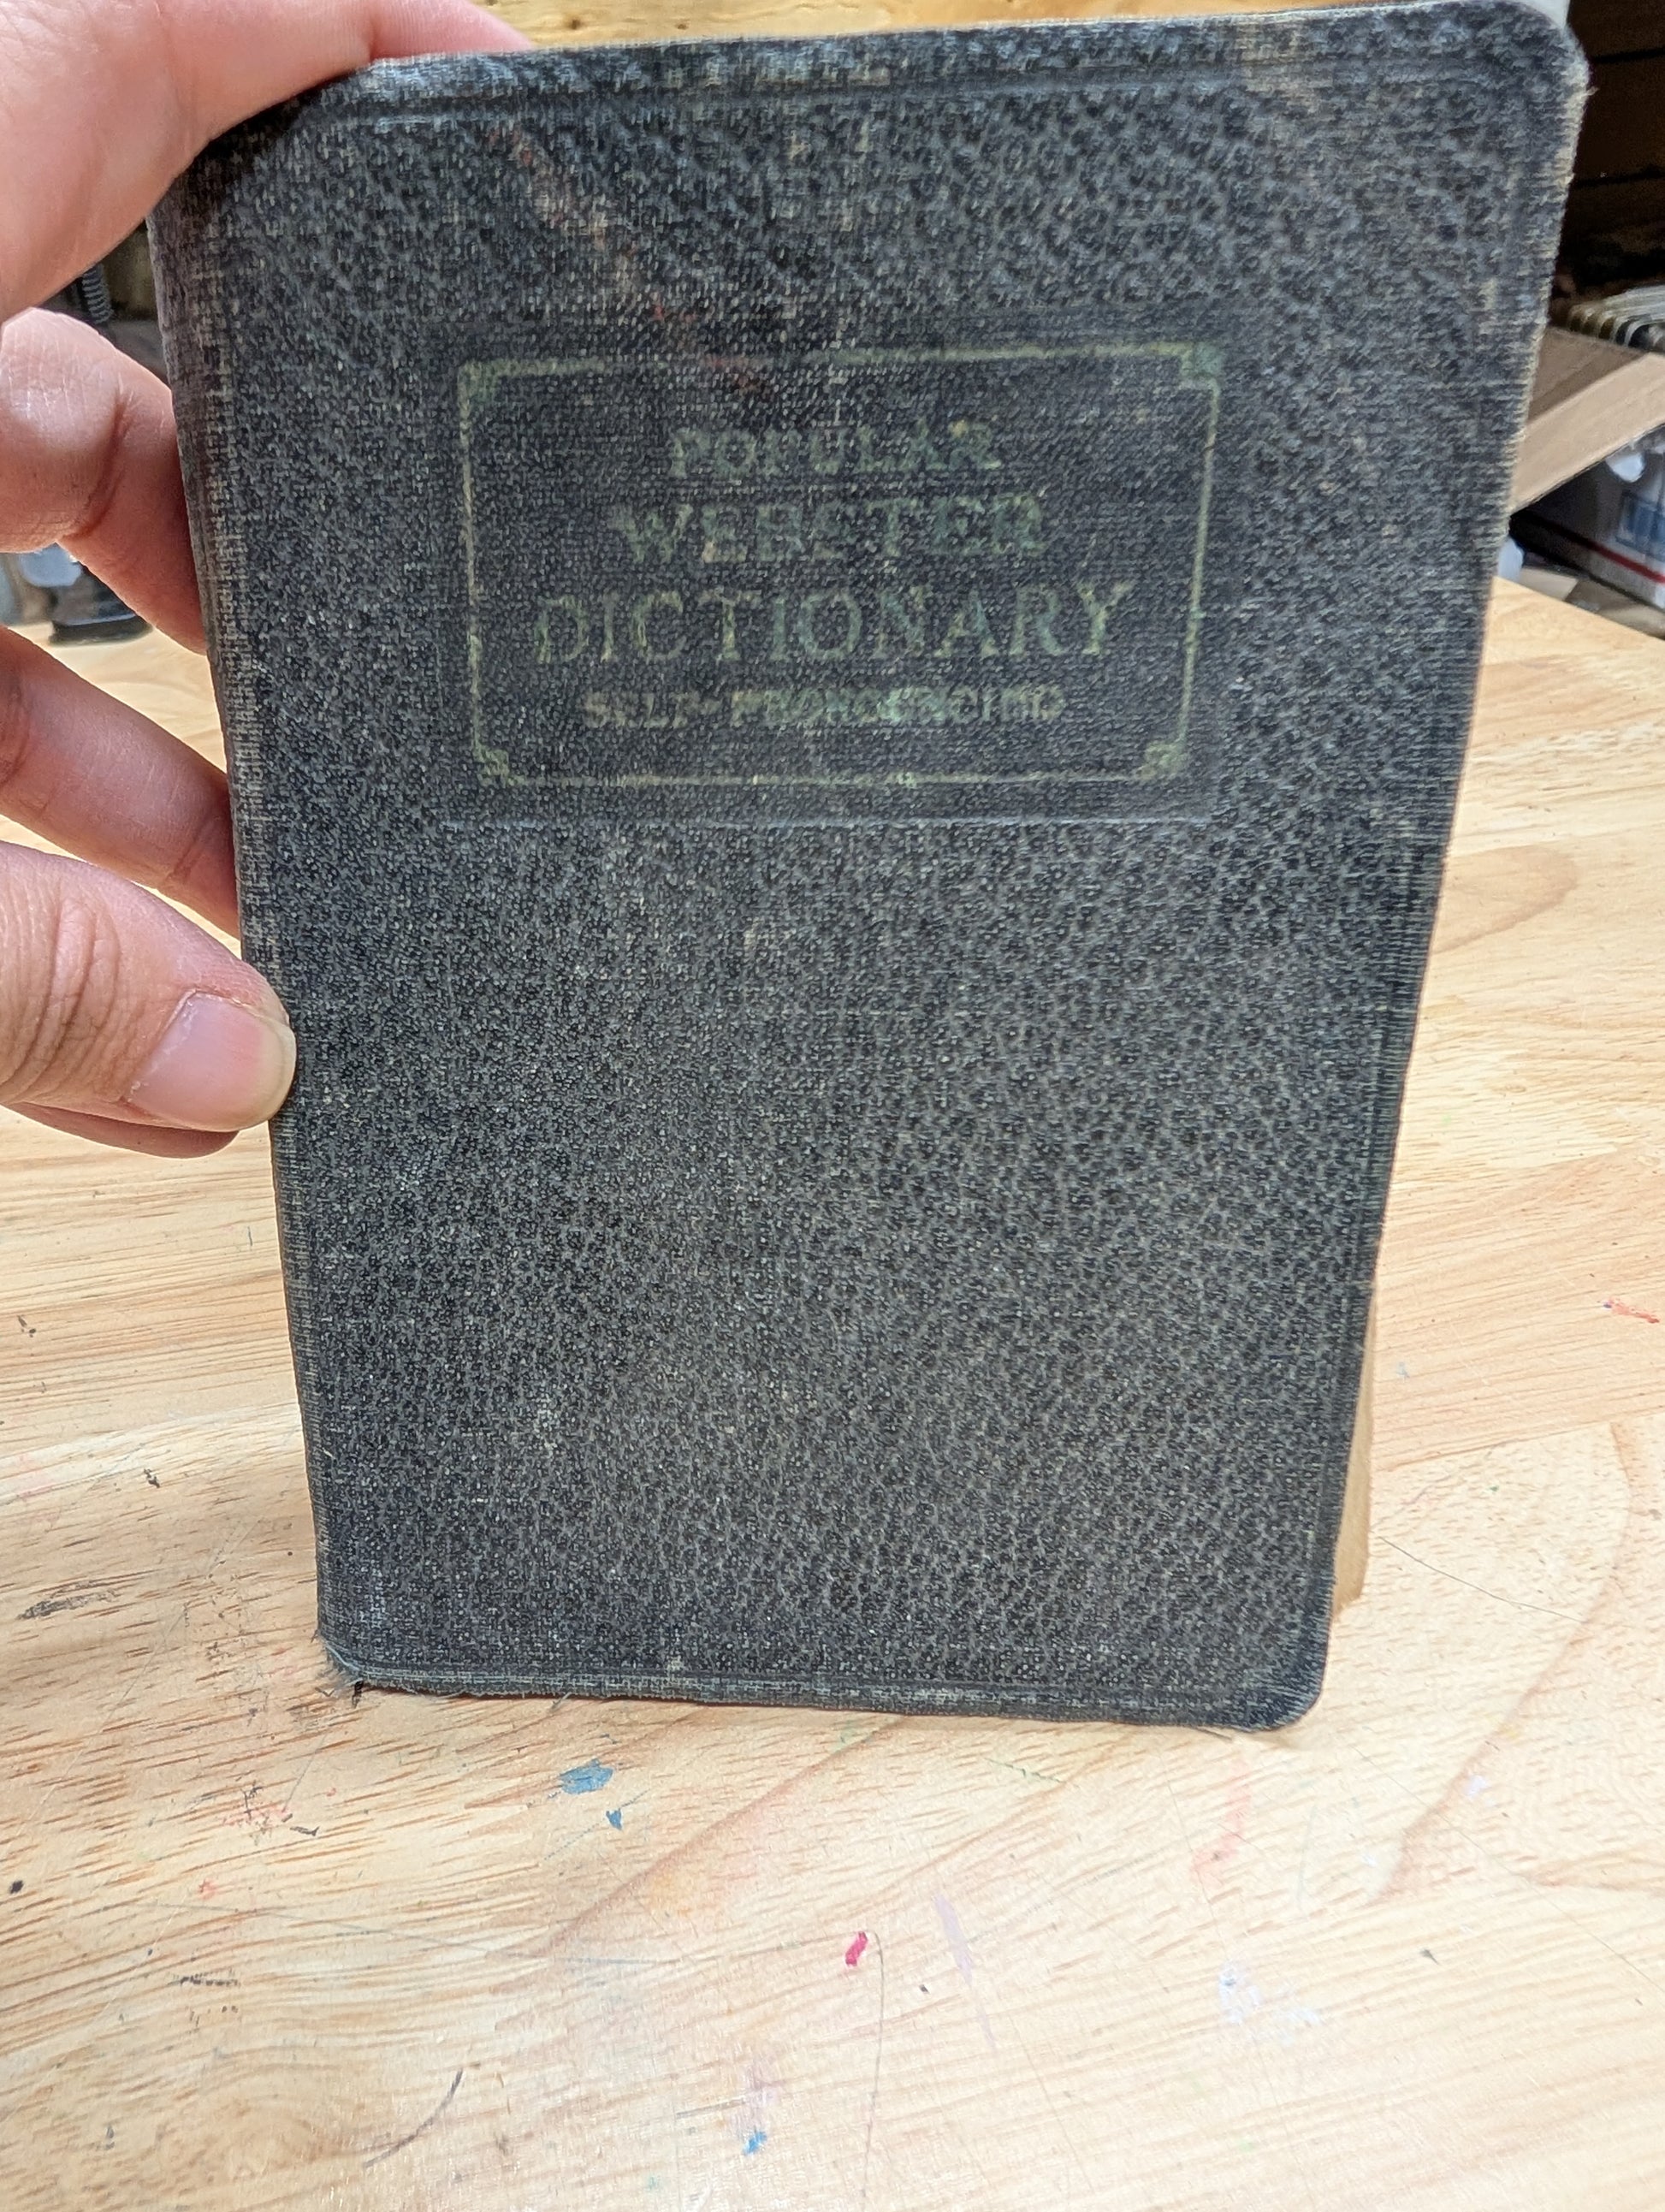 POPULAR
WEBSTER
DICTIONARY
SELF-PRONOUNCING